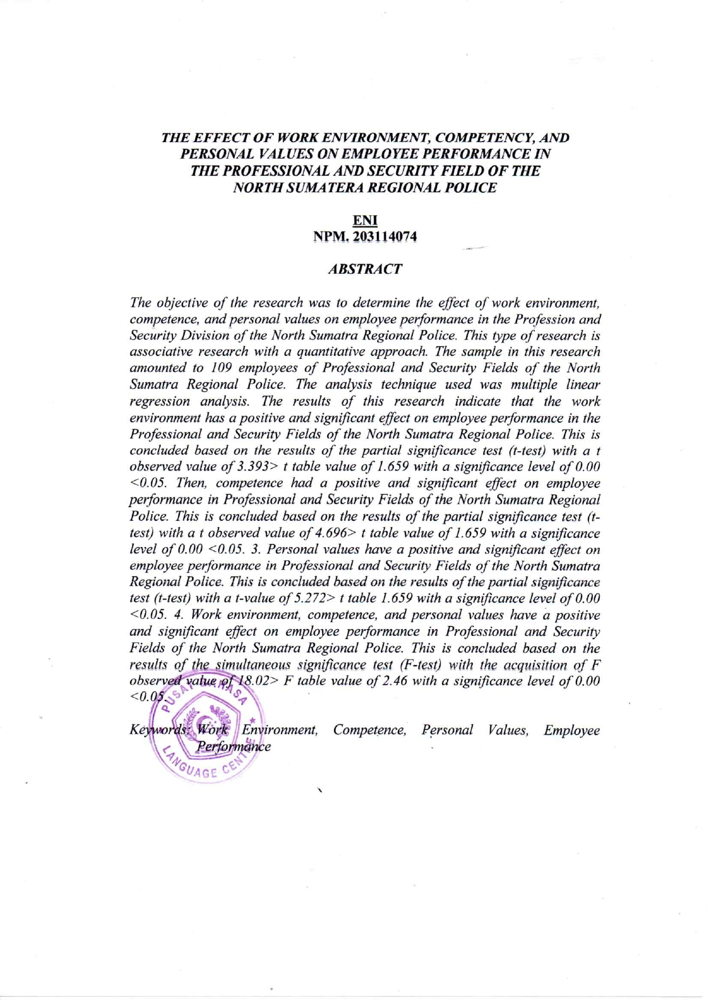 THE EFFECT OF WORK ENVIRONMENT, COMPETENCY, AND
PERSONAL VALUES ON EMPLOYEE PERFORMANCE IN
THE PROFESSIONAL AND SECURITY FIELD OF THE
NORTH SUMATERA REGIONAL POLICE
ENI
NPM. 203114074
ABSTRACT
The objective of the research was to determine the effect of work environment,
competence, and personal values on employee performance in the Profession and
Security Division of the North Sumatra Regional Police. This type of research is
associative research with a quantitative approach. The sample in this research
amounted to 109 employees of Professional and Security Fields of the North
Sumatra Regional Police. The analysis technique used was multiple linear
regression analysis. The results of this research indicate that the work
environment has a positive and significant effect on employee performance in the
Professional and Security Fields of the North Sumatra Regional Police. This is
concluded based on the results of the partial significance test (t-test) with a t
observed value of 3.393> t table value of 1.659 with a significance level of 0.00
<0.05. Then, competence had a positive and significant effect on employee
performance in Professional and Security Fields of the North Sumatra Regional
Police. This is concluded based on the results of the partial significance test (t-
test) with a t observed value of 4.696> t table value of 1.659 with a significance
level of 0.00 <0.05. 3. Personal values have a positive and significant effect on
employee performance in Professional and Security Fields of the North Sumatra
Regional Police. This is concluded based on the results of the partial significance
test (t-test) with a t-value of 5.272> t table 1.659 with a significance level of 0.00
<0.05. 4. Work environment, competence, and personal values have a positive
and significant effect on employee performance in Professional and Security
Fields of the North Sumatra Regional Police. This is concluded based on the
results of the simultaneous significance test (F-test) with the acquisition of F
observed value of 18.02> F table value of 2.46 with a significance level of 0.00
<0.05.
Keywords: Work Environment, Competence, Personal Values, Employee
Performance
PUSAT BAHASA
LANGUAGE CENTRE